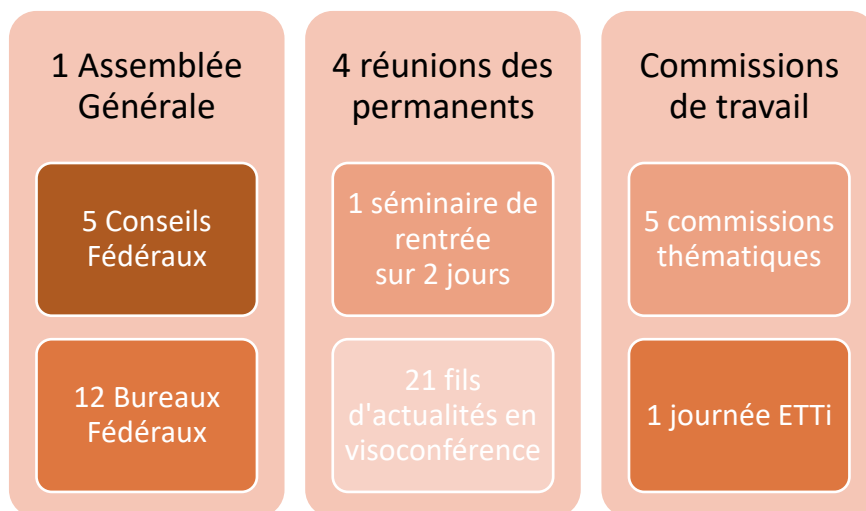 1 Assemblée
Générale
5 Conseils
Fédéraux
12 Bureaux
Fédéraux
4 réunions des
permanents
1 séminaire de
rentrée
sur 2 jours
21 fils
d'actualités en
visoconférence
Commissions
de travail
5 commissions
thématiques
1 journée ETTi